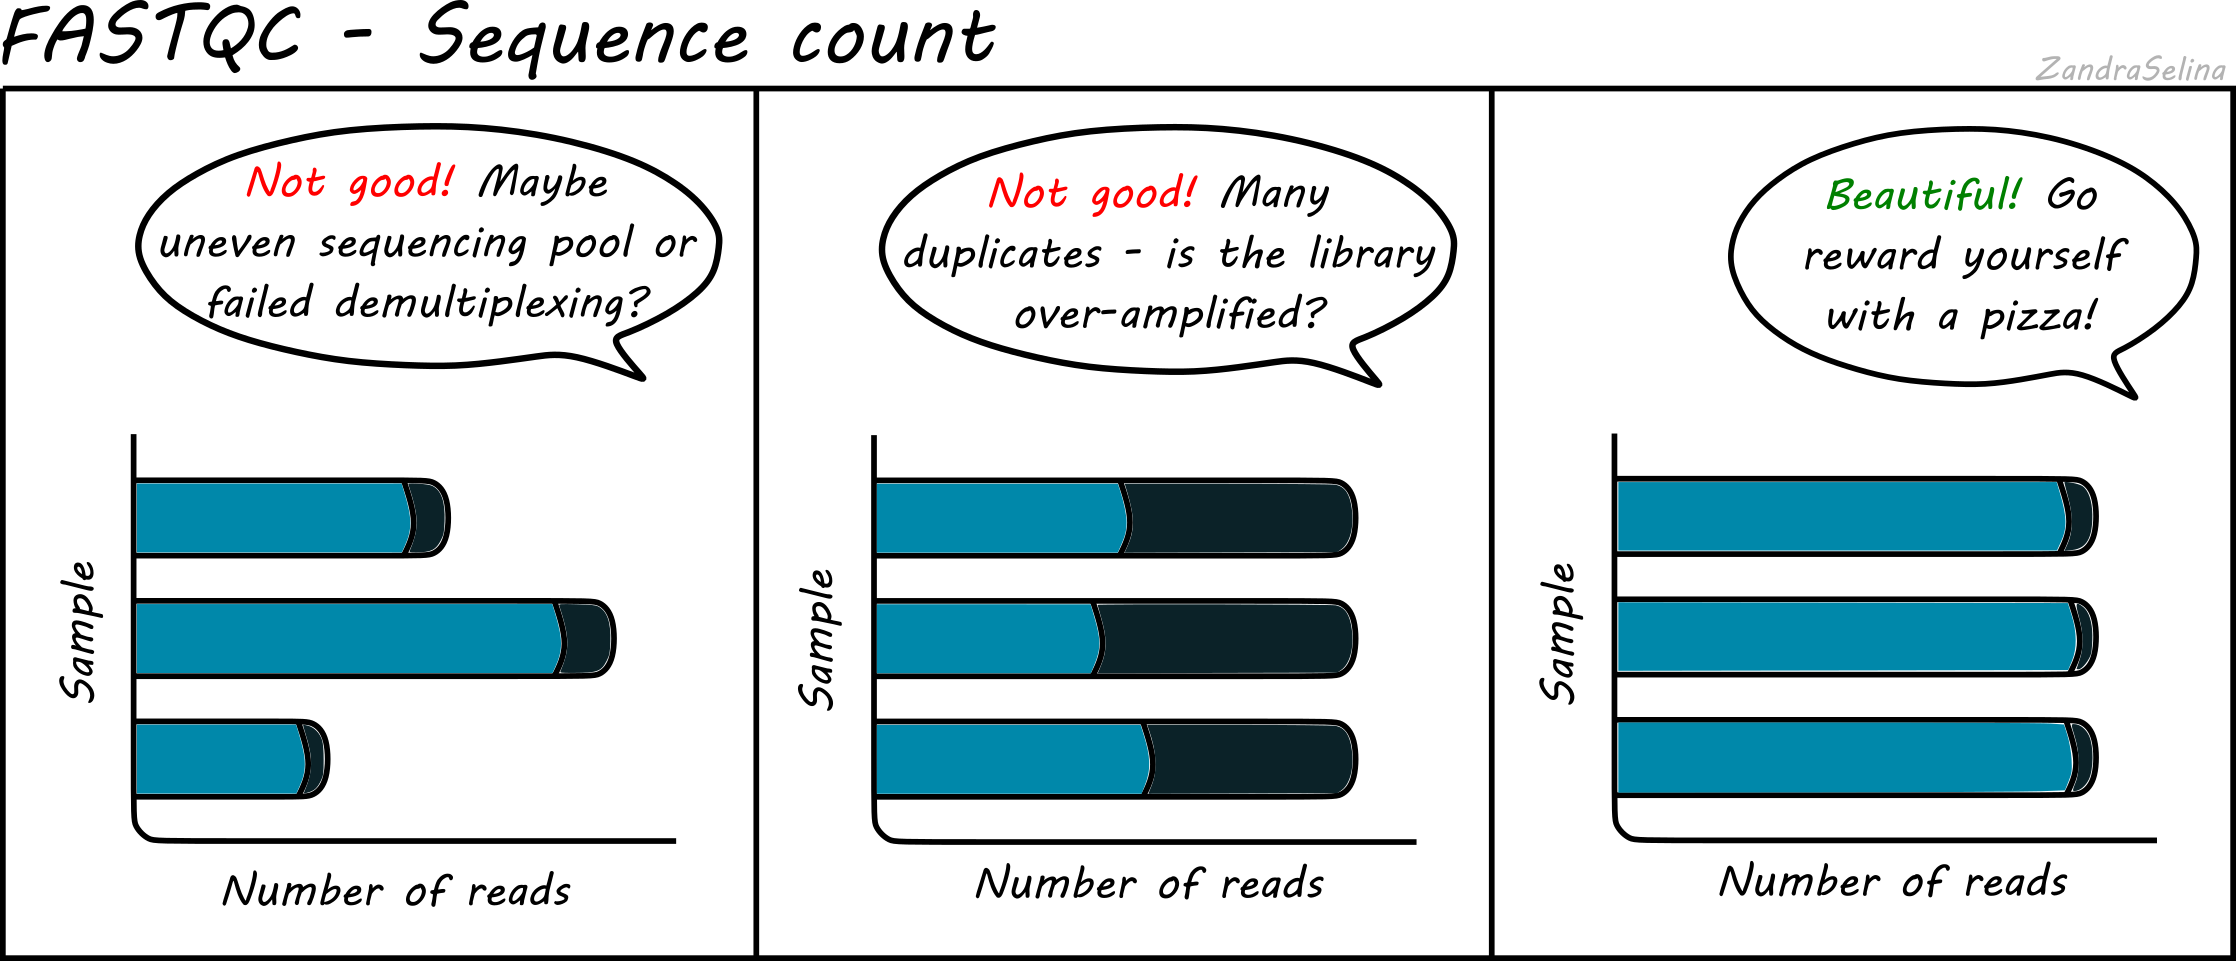 FASTQC - Sequence count
ZandraSelina
Not good! Maybe
uneven sequencing pool or
failed demultiplexing?
Sample
Number of reads
Not good! Many
duplicates - is the library
over-amplified?
Sample
Number of reads
Beautiful! Go
reward yourself
with a pizza!
Sample
Number of reads